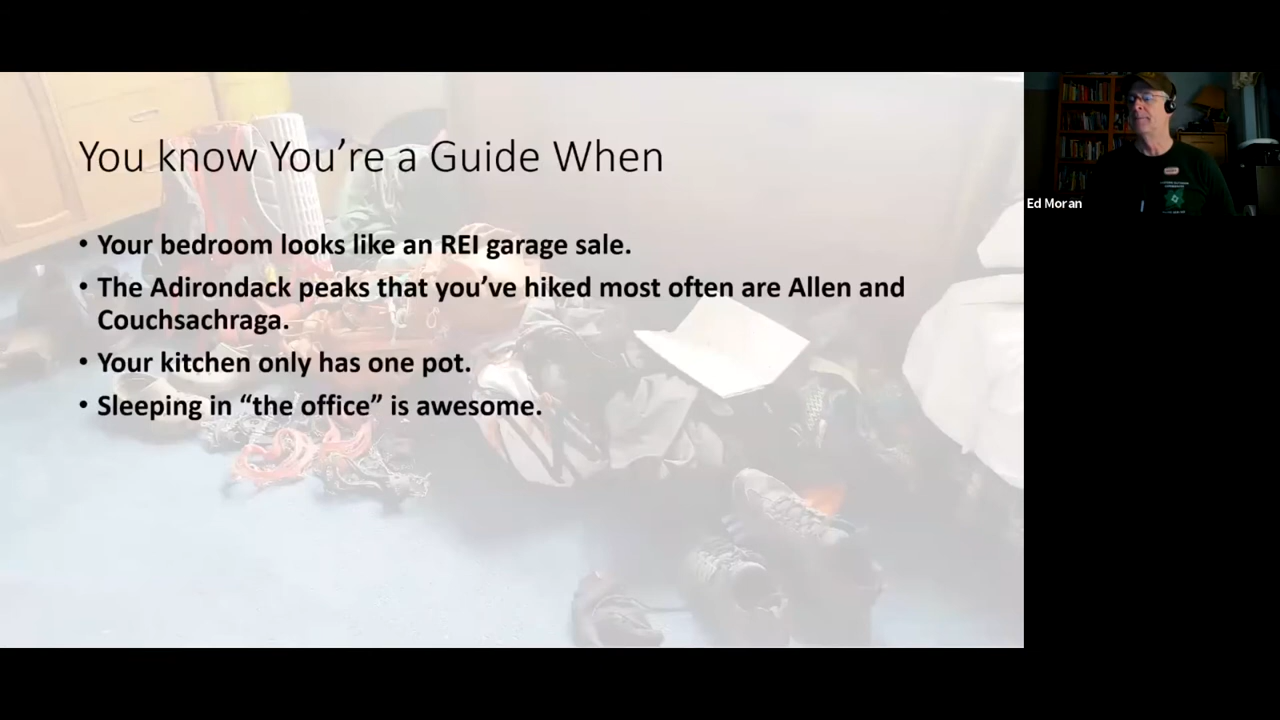 You know You’re a Guide When
• Your bedroom looks like an REI garage sale.
• The Adirondack peaks that you’ve hiked most often are Allen and
Couchsachraga.
• Your kitchen only has one pot.
• Sleeping in “the office” is awesome.
Ed Moran